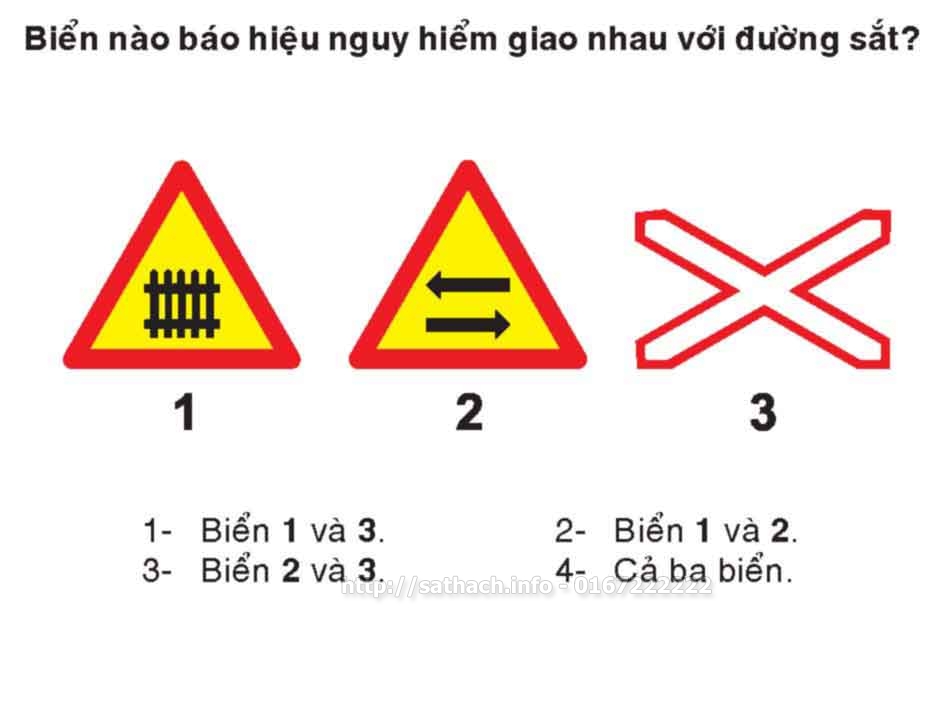 Biển nào báo hiệu nguy hiểm giao nhau với đường sắt?
1 2 3
1- Biển 1 và 3. 2- Biển 1 và 2.
3- Biển 2 và 3. 4- Cả ba biển.
http://sathach.info - 0167222222